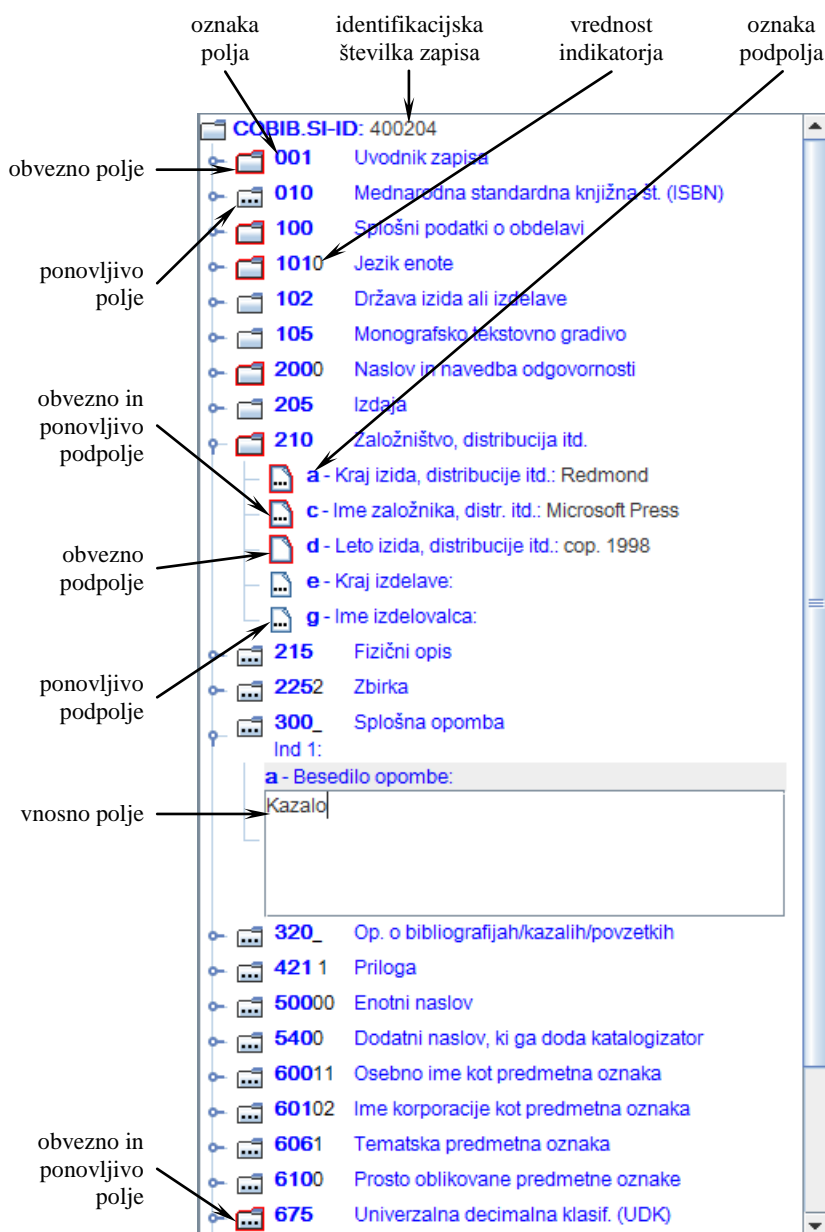 oznaka
polja
identifikacijska
številka zapisa
vrednost
indikatorja
oznaka
podpolja
COBIB.SI-ID: 400204
obvezno polje
001 Uvodnik zapisa
010 Mednarodna standardna knjižna št. (ISBN)
100 Splošni podatki o obdelavi
ponovljivo
polje
1010 Jezik enote
102 Država izida ali izdelave
105 Monografsko tekstovno gradivo
2000 Naslov in navedba odgovornosti
obvezno in
ponovljivo
podpolje
205 Izdaja
210 Založništvo, distribucija itd.
a - Kraj izida, distribucije itd.: Redmond
c - Ime založnika, distr. itd.: Microsoft Press
obvezno
podpolje
d - Leto izida, distribucije itd.: cop. 1998
e - Kraj izdelave:
g - Ime izdelovalca:
ponovljivo
podpolje
215 Fizični opis
2252 Zbirka
300_ Splošna opomba
Ind 1:
a - Besedilo opombe:
vnosno polje
Kazalo
320_ Op. o bibliografijah/kazalih/povzetkih
421 1 Priloga
50000 Enotni naslov
5400 Dodatni naslov, ki ga doda katalogizator
60011 Osebno ime kot predmetna oznaka
60102 Ime korporacije kot predmetna oznaka
obvezno in
ponovljivo
polje
6061 Tematska predmetna oznaka
6100 Prosto oblikovane predmetne oznake
675 Univerzalna decimalna klasif. (UDK)